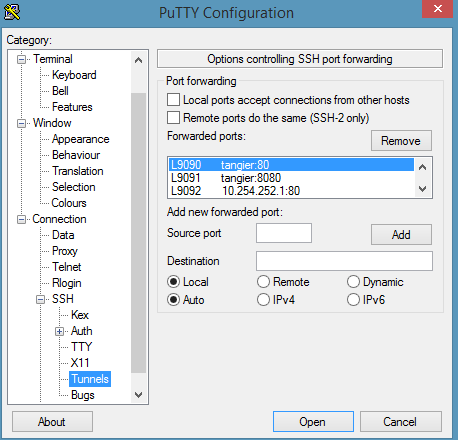 PuTTY Configuration
Category:
Terminal
Keyboard
Bell
Features
Window
Appearance
Behaviour
Translation
Selection
Colours
Connection
Data
Proxy
Telnet
Rlogin
SSH
Kex
Auth
TTY
X11
Tunnels
Bugs
Options controlling SSH port forwarding
Port forwarding
Local ports accept connections from other hosts
Remote ports do the same (SSH-2 only)
Forwarded ports:
Remove
L9090 tangier:80
L9091 tangier:8080
L9092 10.254.252.1:80
Add new forwarded port:
Source port
Add
Destination
Local Remote Dynamic
Auto IPv4 IPv6
About Open Cancel